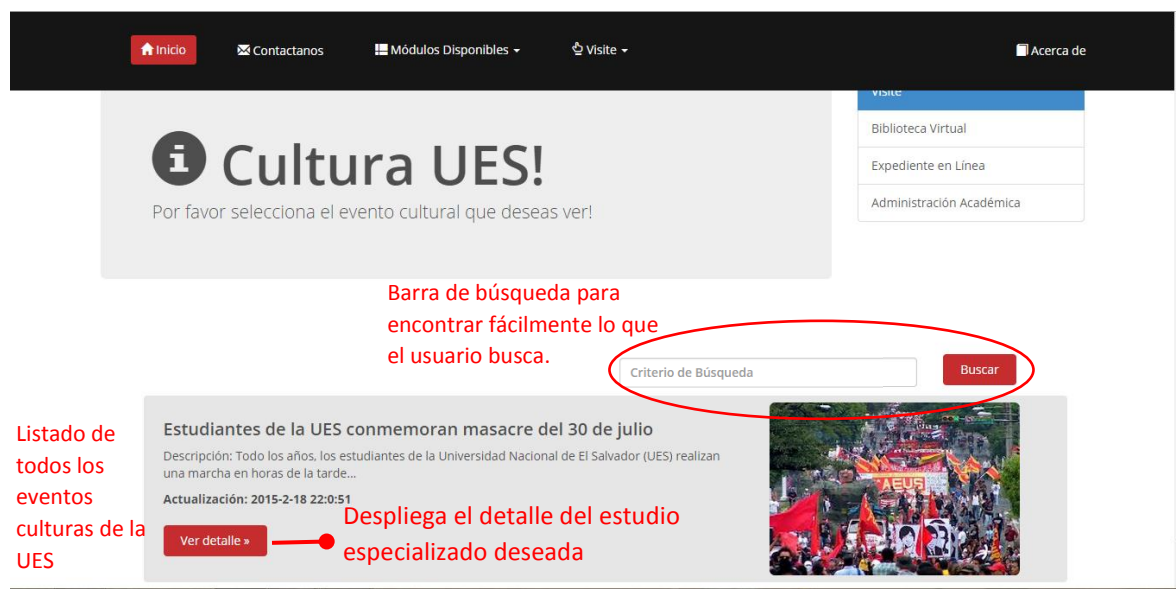 Inicio
Contactanos
Módulos Disponibles
Visite
Acerca de
Visite
Biblioteca Virtual
Expediente en Línea
Administración Académica
Cultura UES!
Por favor selecciona el evento cultural que deseas ver!
Barra de búsqueda para
encontrar fácilmente lo que
el usuario busca.
Criterio de Búsqueda
Buscar
Listado de
todos los
eventos
culturas de la
UES
Estudiantes de la UES conmemoran masacre del 30 de julio
Descripción: Todo los años, los estudiantes de la Universidad Nacional de El Salvador (UES) realizan
una marcha en horas de la tarde...
Actualización: 2015-2-18 22:0:51
Ver detalle »
Despliega el detalle del estudio
especializado deseada
AEUS